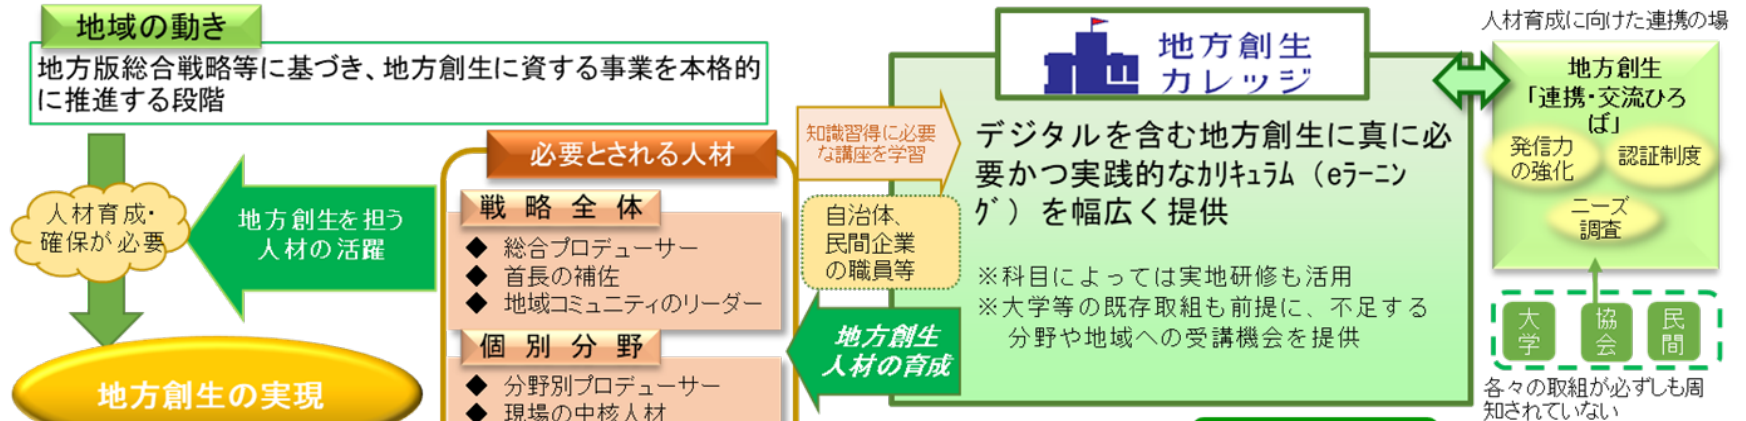 地域の動き
地方版総合戦略等に基づき、地方創生に資する事業を本格的
に推進する段階
人材育成・
確保が必要
地方創生の実現
地方創生を担う
人材の活躍
必要とされる人材
戦略全体
◆ 総合プロデューサー
◆ 首長の補佐
◆ 地域コミュニティのリーダー
個別分野
◆ 分野別プロデューサー
◆ 現場の中核人材
知識習得に必要
な講座を学習
自治体、
民間企業
の職員等
地方創生
人材の育成
地方創生
カレッジ
デジタルを含む地方創生に真に必
要かつ実践的なｶﾘｷｭﾗﾑ（eﾗｰﾆﾝ
ｸﾞ）を幅広く提供
※科目によっては実地研修も活用
※大学等の既存取組も前提に、不足する
分野や地域への受講機会を提供
人材育成に向けた連携の場
地方創生
「連携・交流ひろ
ば」
発信力
の強化
認証制度
ニーズ
調査
大学
協会
民間
各々の取組が必ずしも周
知されていない